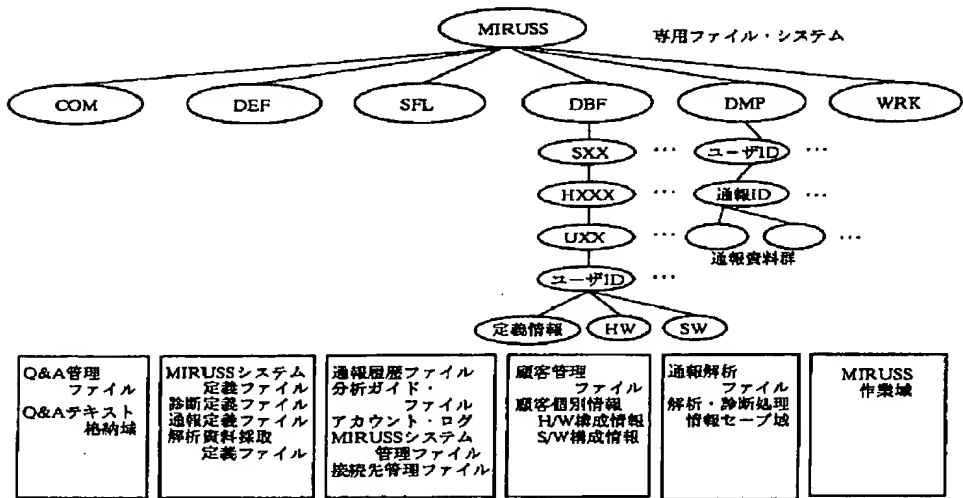 MIRUSS
専用ファイル・システム
COM
DEF
SFL
DBF
DMP
WRK
SXX
…
ユーザID
…
HXXX
…
通報ID
…
UXX
…
…
通報資料群
ユーザID
…
定義情報
HW
SW
Q&A管理
ファイル
Q&Aテキスト
格納域
MIRUSSシステム
定義ファイル
診断定義ファイル
通報定義ファイル
解析資料採取
定義ファイル
通報履歴ファイル
分析ガイド・
ファイル
アカウント・ログ
MIRUSSシステム
管理ファイル
接続先管理ファイル
顧客管理
ファイル
顧客個別情報
H/W構成情報
S/W構成情報
通報解析
ファイル
解析・診断処理
情報セーブ域
MIRUSS
作業域